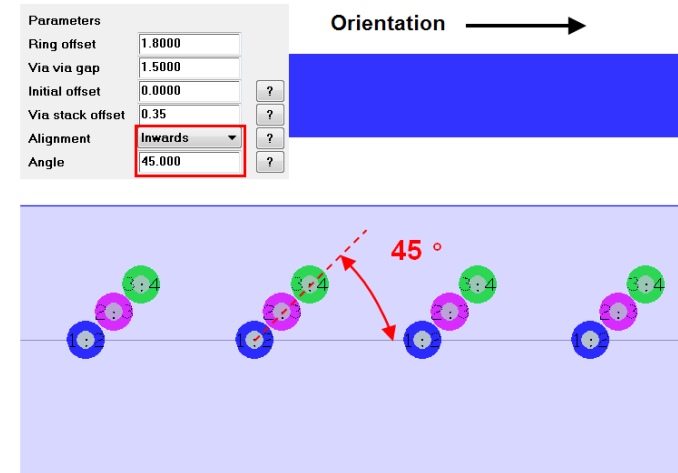 Parameters
Ring offset 1.8000
Via via gap 1.5000
Initial offset 0.0000 ?
Via stack offset 0.35 ?
Alignment Inwards ?
Angle 45.000 ?
Orientation
45 °
3:4 3:4 3:4 3:4
2:3 2:3 2:3 2:3
1:2 1:2 1:2 1:2